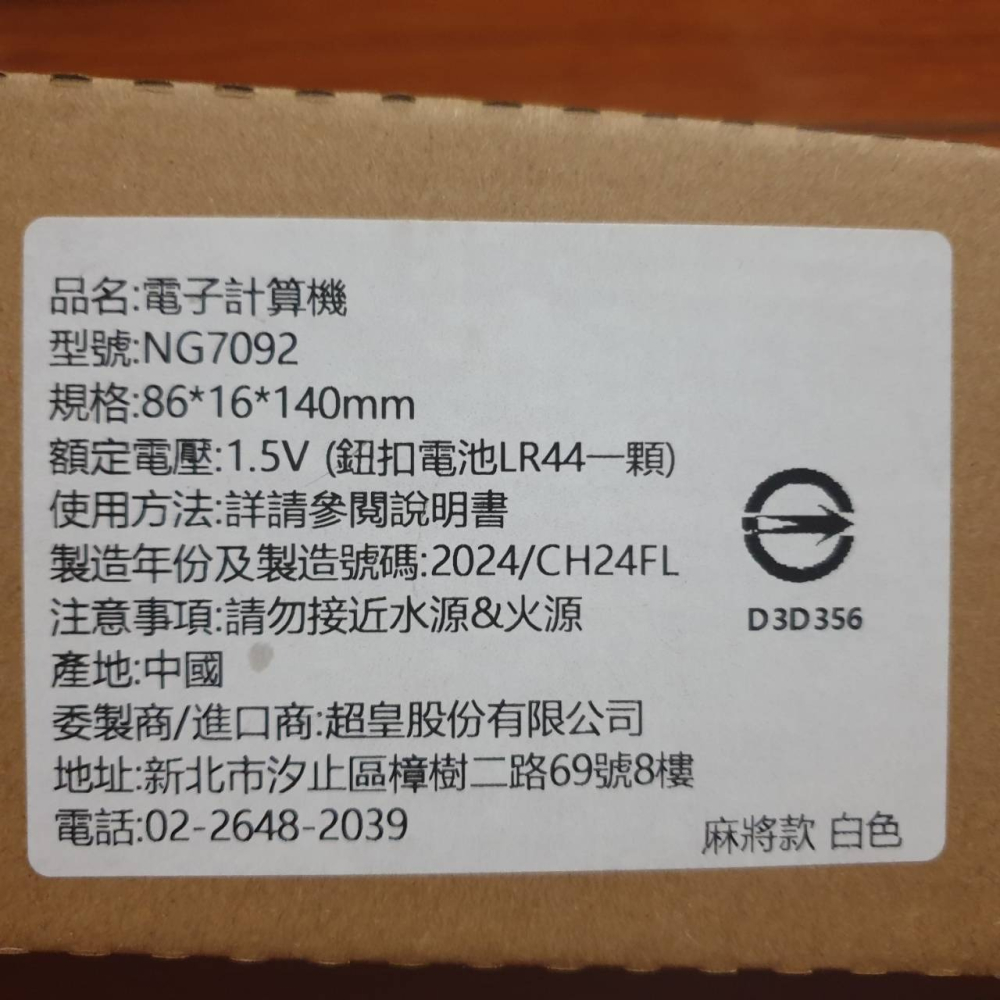 品名:電子計算機
型號:NG7092
規格:86*16*140mm
額定電壓:1.5V (鈕扣電池LR44一顆)
使用方法:詳請參閱說明書
製造年份及製造號碼:2024/CH24FL
注意事項:請勿接近水源&火源
產地:中國
委製商/進口商:超皇股份有限公司
地址:新北市汐止區樟樹二路69號8樓
電話:02-2648-2039
D3D356
麻將款 白色